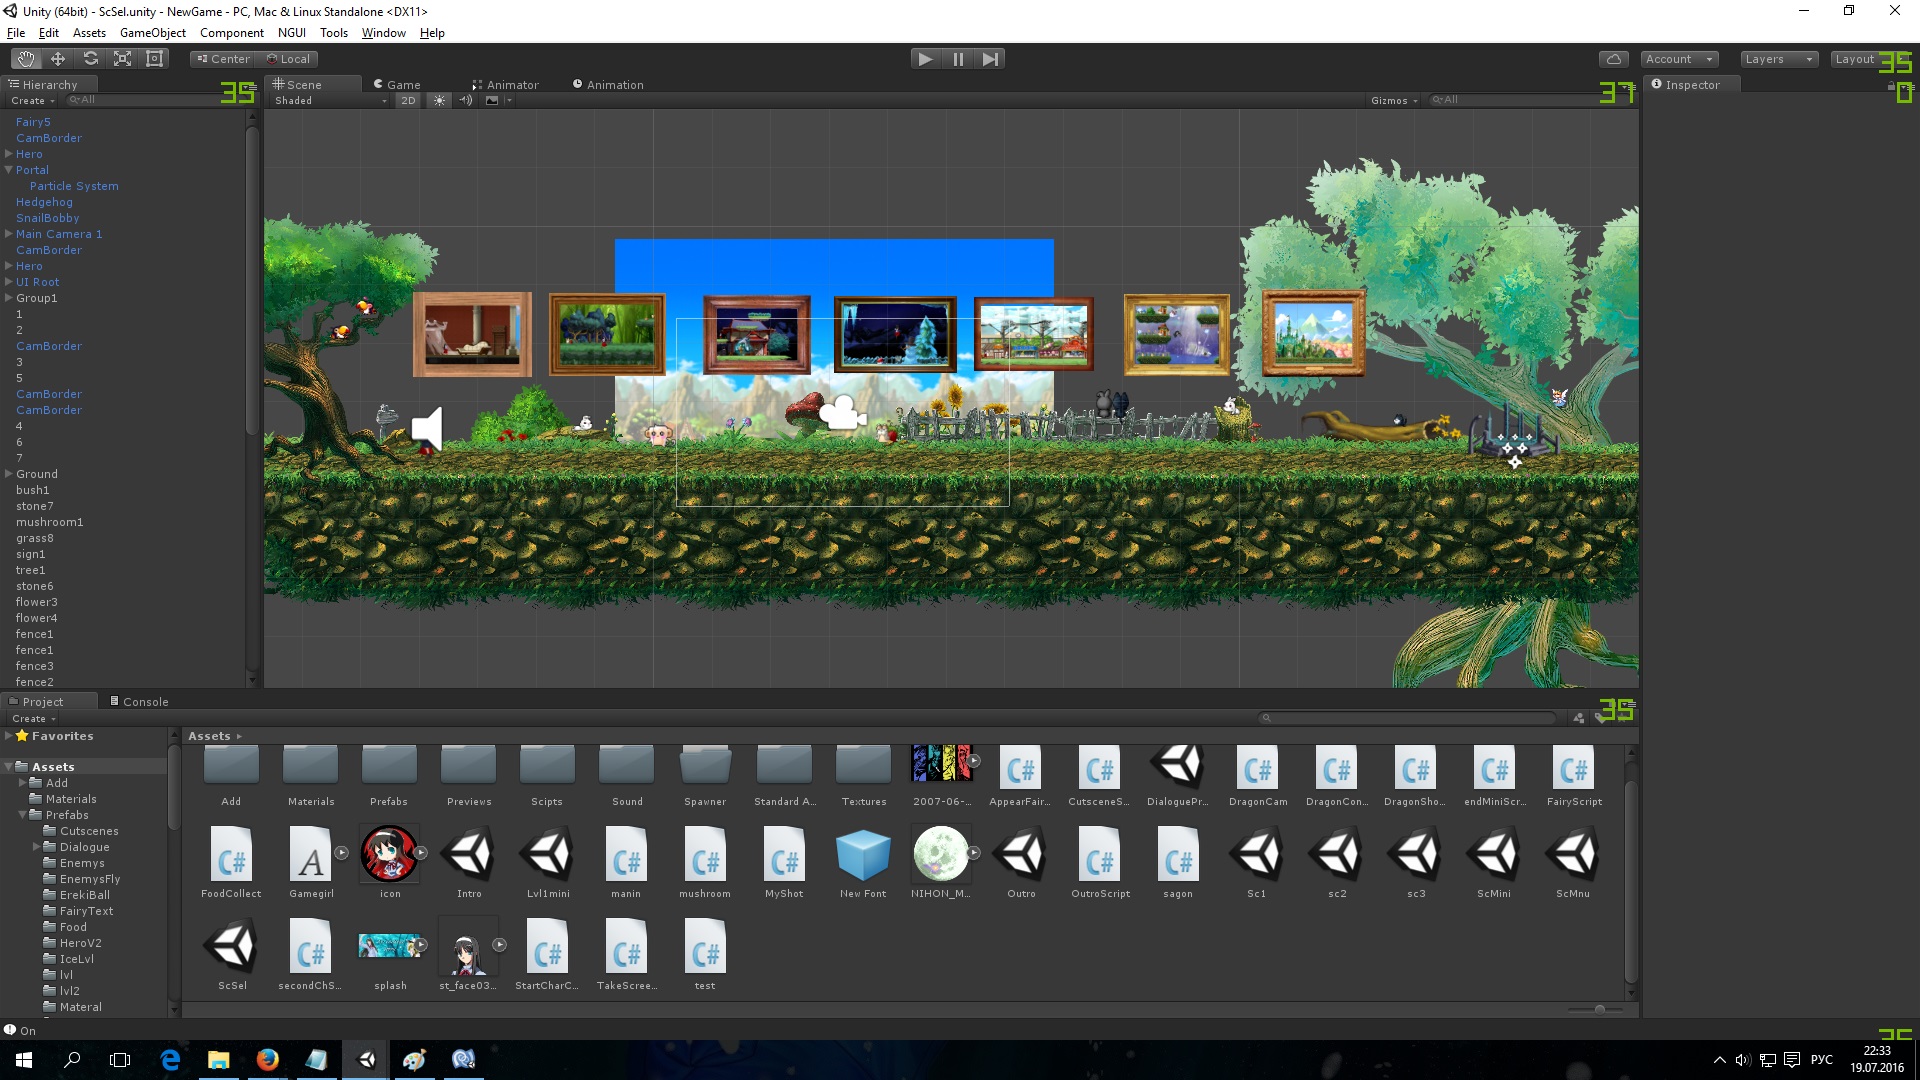 Unity (64bit) - ScSel.unity - NewGame - PC, Mac & Linux Standalone <DX11>
File Edit Assets GameObject Component NGUI Tools Window Help
Center Local Account Layers Layout 35
Hierarchy 35 Scene Game Animator Animation 37 Inspector 0
Create All Shaded 2D Gizmos All
Fairy5
CamBorder
Hero
Portal
Particle System
Hedgehog
SnailBobby
Main Camera 1
CamBorder
Hero
UI Root
Group1
1
2
CamBorder
3
5
CamBorder
CamBorder
4
6
7
Ground
bush1
stone7
mushroom1
grass8
sign1
tree1
stone6
flower3
flower4
fence1
fence1
fence3
fence2
Project Console
Create 35
Favorites
Assets
Add
Materials
Prefabs
Cutscenes
Dialogue
Enemys
EnemysFly
ErekiBall
FairyText
Food
HeroV2
IceLvl
lvl
lvl2
Materal
Assets
Add Materials Prefabs Previews Scipts Sound Spawner Standard A... Textures 2007-06-... AppearFair... CutsceneS... DialoguePr... DragonCam DragonCon... DragonSho... endMiniScr... FairyScript
FoodCollect Gamegirl icon Intro Lvl1mini manin mushroom MyShot New Font NIHON_M... Outro OutroScript sagon Sc1 sc2 sc3 ScMini ScMnu
ScSel secondChS... splash st_face03... StartCharC... TakeScree... test
On
35
РУС
22:33
19.07.2016